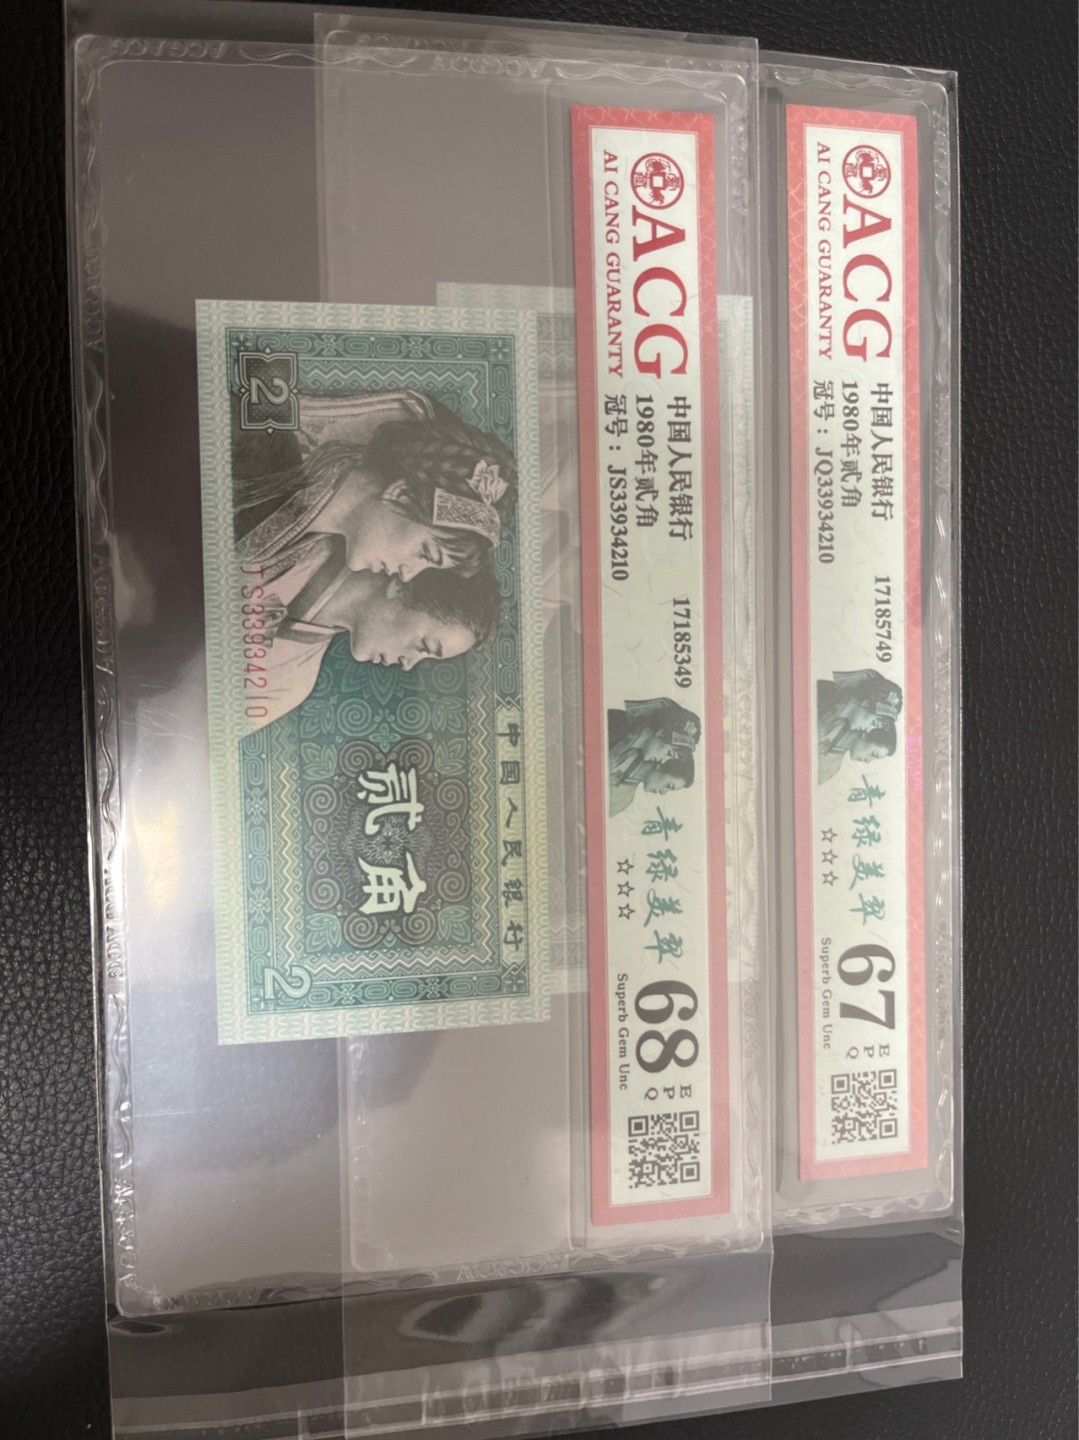 ACG
AI CANG GUARANTY
中国人民银行
1980年贰角
冠号：JQ33934210
17185749
青绿美翠
☆☆☆
67
EPQ
Superb Gem Unc
ACG
AI CANG GUARANTY
中国人民银行
1980年贰角
冠号：JS33934210
17185349
青绿美翠
☆☆☆
68
EPQ
Superb Gem Unc
中国人民银行
贰角
2
2
JS33934210